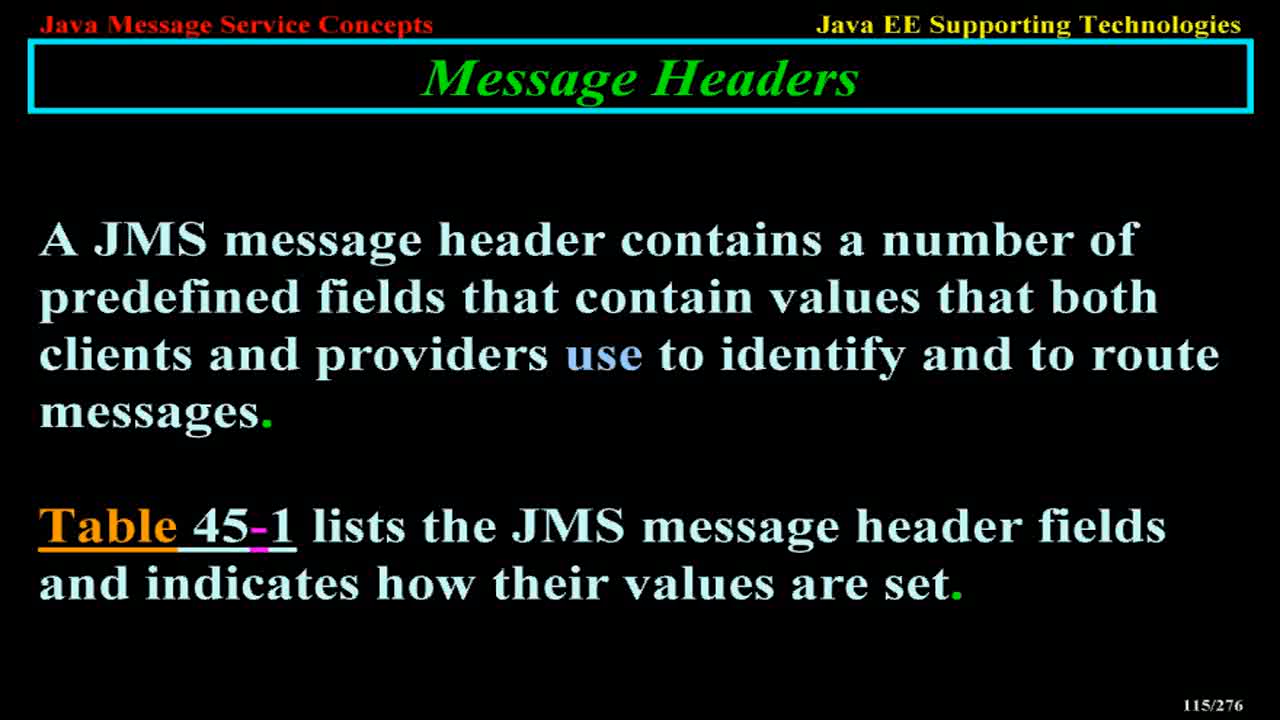 Java Message Service Concepts
Java EE Supporting Technologies
Message Headers
A JMS message header contains a number of
predefined fields that contain values that both
clients and providers use to identify and to route
messages.
Table 45-1 lists the JMS message header fields
and indicates how their values are set.
115/276